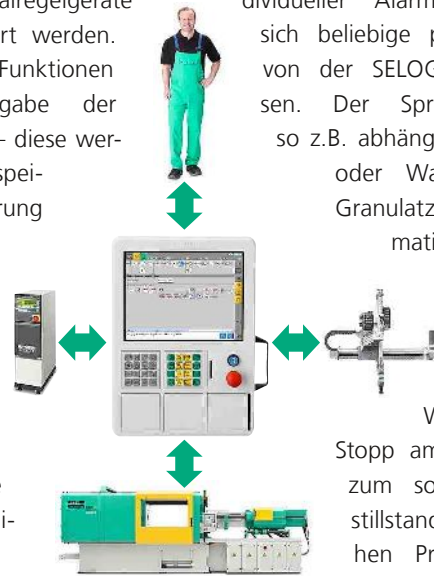 alregelgeräte
rt werden.
Funktionen
gabe der
– diese wer-
spei-
rung
i-
dividueller Alarm
sich beliebige p
von der SELOG
sen. Der Spr
so z.B. abhäng
oder Wa
Granulatz
mati
W
Stopp am
zum so
stillstand
hen Pr